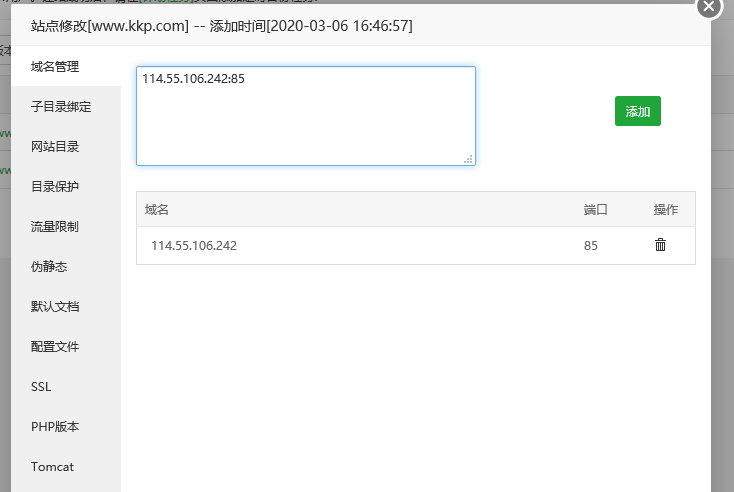 站点修改[www.kkp.com] -- 添加时间[2020-03-06 16:46:57]
域名管理
子目录绑定
网站目录
目录保护
流量限制
伪静态
默认文档
配置文件
SSL
PHP版本
Tomcat
114.55.106.242:85
添加
域名 端口 操作
114.55.106.242 85